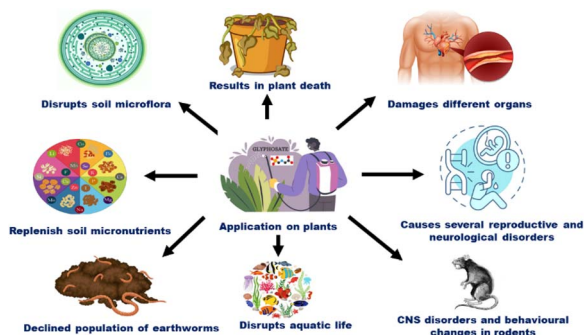 Disrupts soil microflora
Results in plant death
Damages different organs
GLYPHOSATE
Replenish soil micronutrients
Application on plants
Causes several reproductive and
neurological disorders
Declined population of earthworms
Disrupts aquatic life
CNS disorders and behavioural
changes in rodents